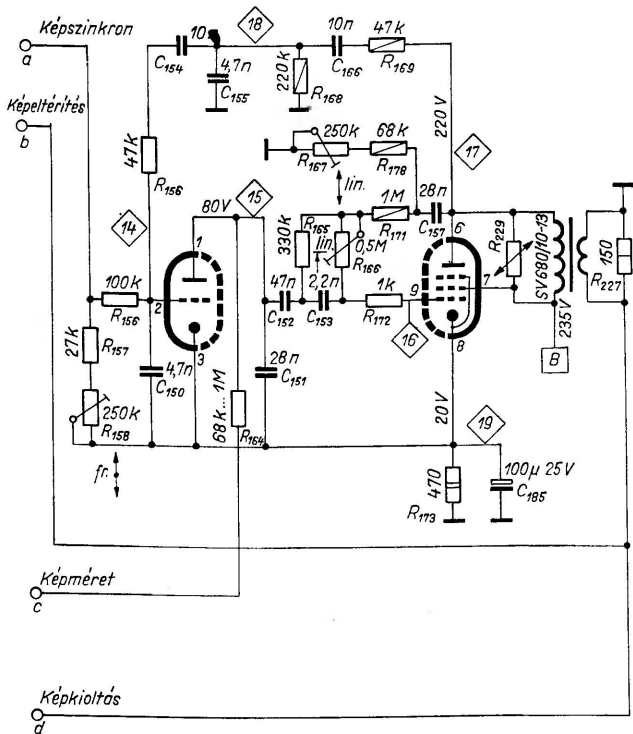 Képszinkron
a
Képeltérítés
b
10
C154
18
4,7n
C155
220k
R168
10n
C166
47k
R169
47k
R156
250k
R167
68k
R178
lin.
220V
17
14
80V
15
1
330k
R165
lin.
0,5M
R166
1M
R171
28n
C157
6
R229
SV680/10-13
235V
R227
150
100k
R156
2
3
27k
R157
250k
R158
fr.
4,7n
C150
68k...1M
R164
47n
C152
28n
C151
2,2n
C153
1k
R172
9
16
7
8
B
20V
19
470
R173
100µ 25V
C185
Képméret
c
Képkioltás
d